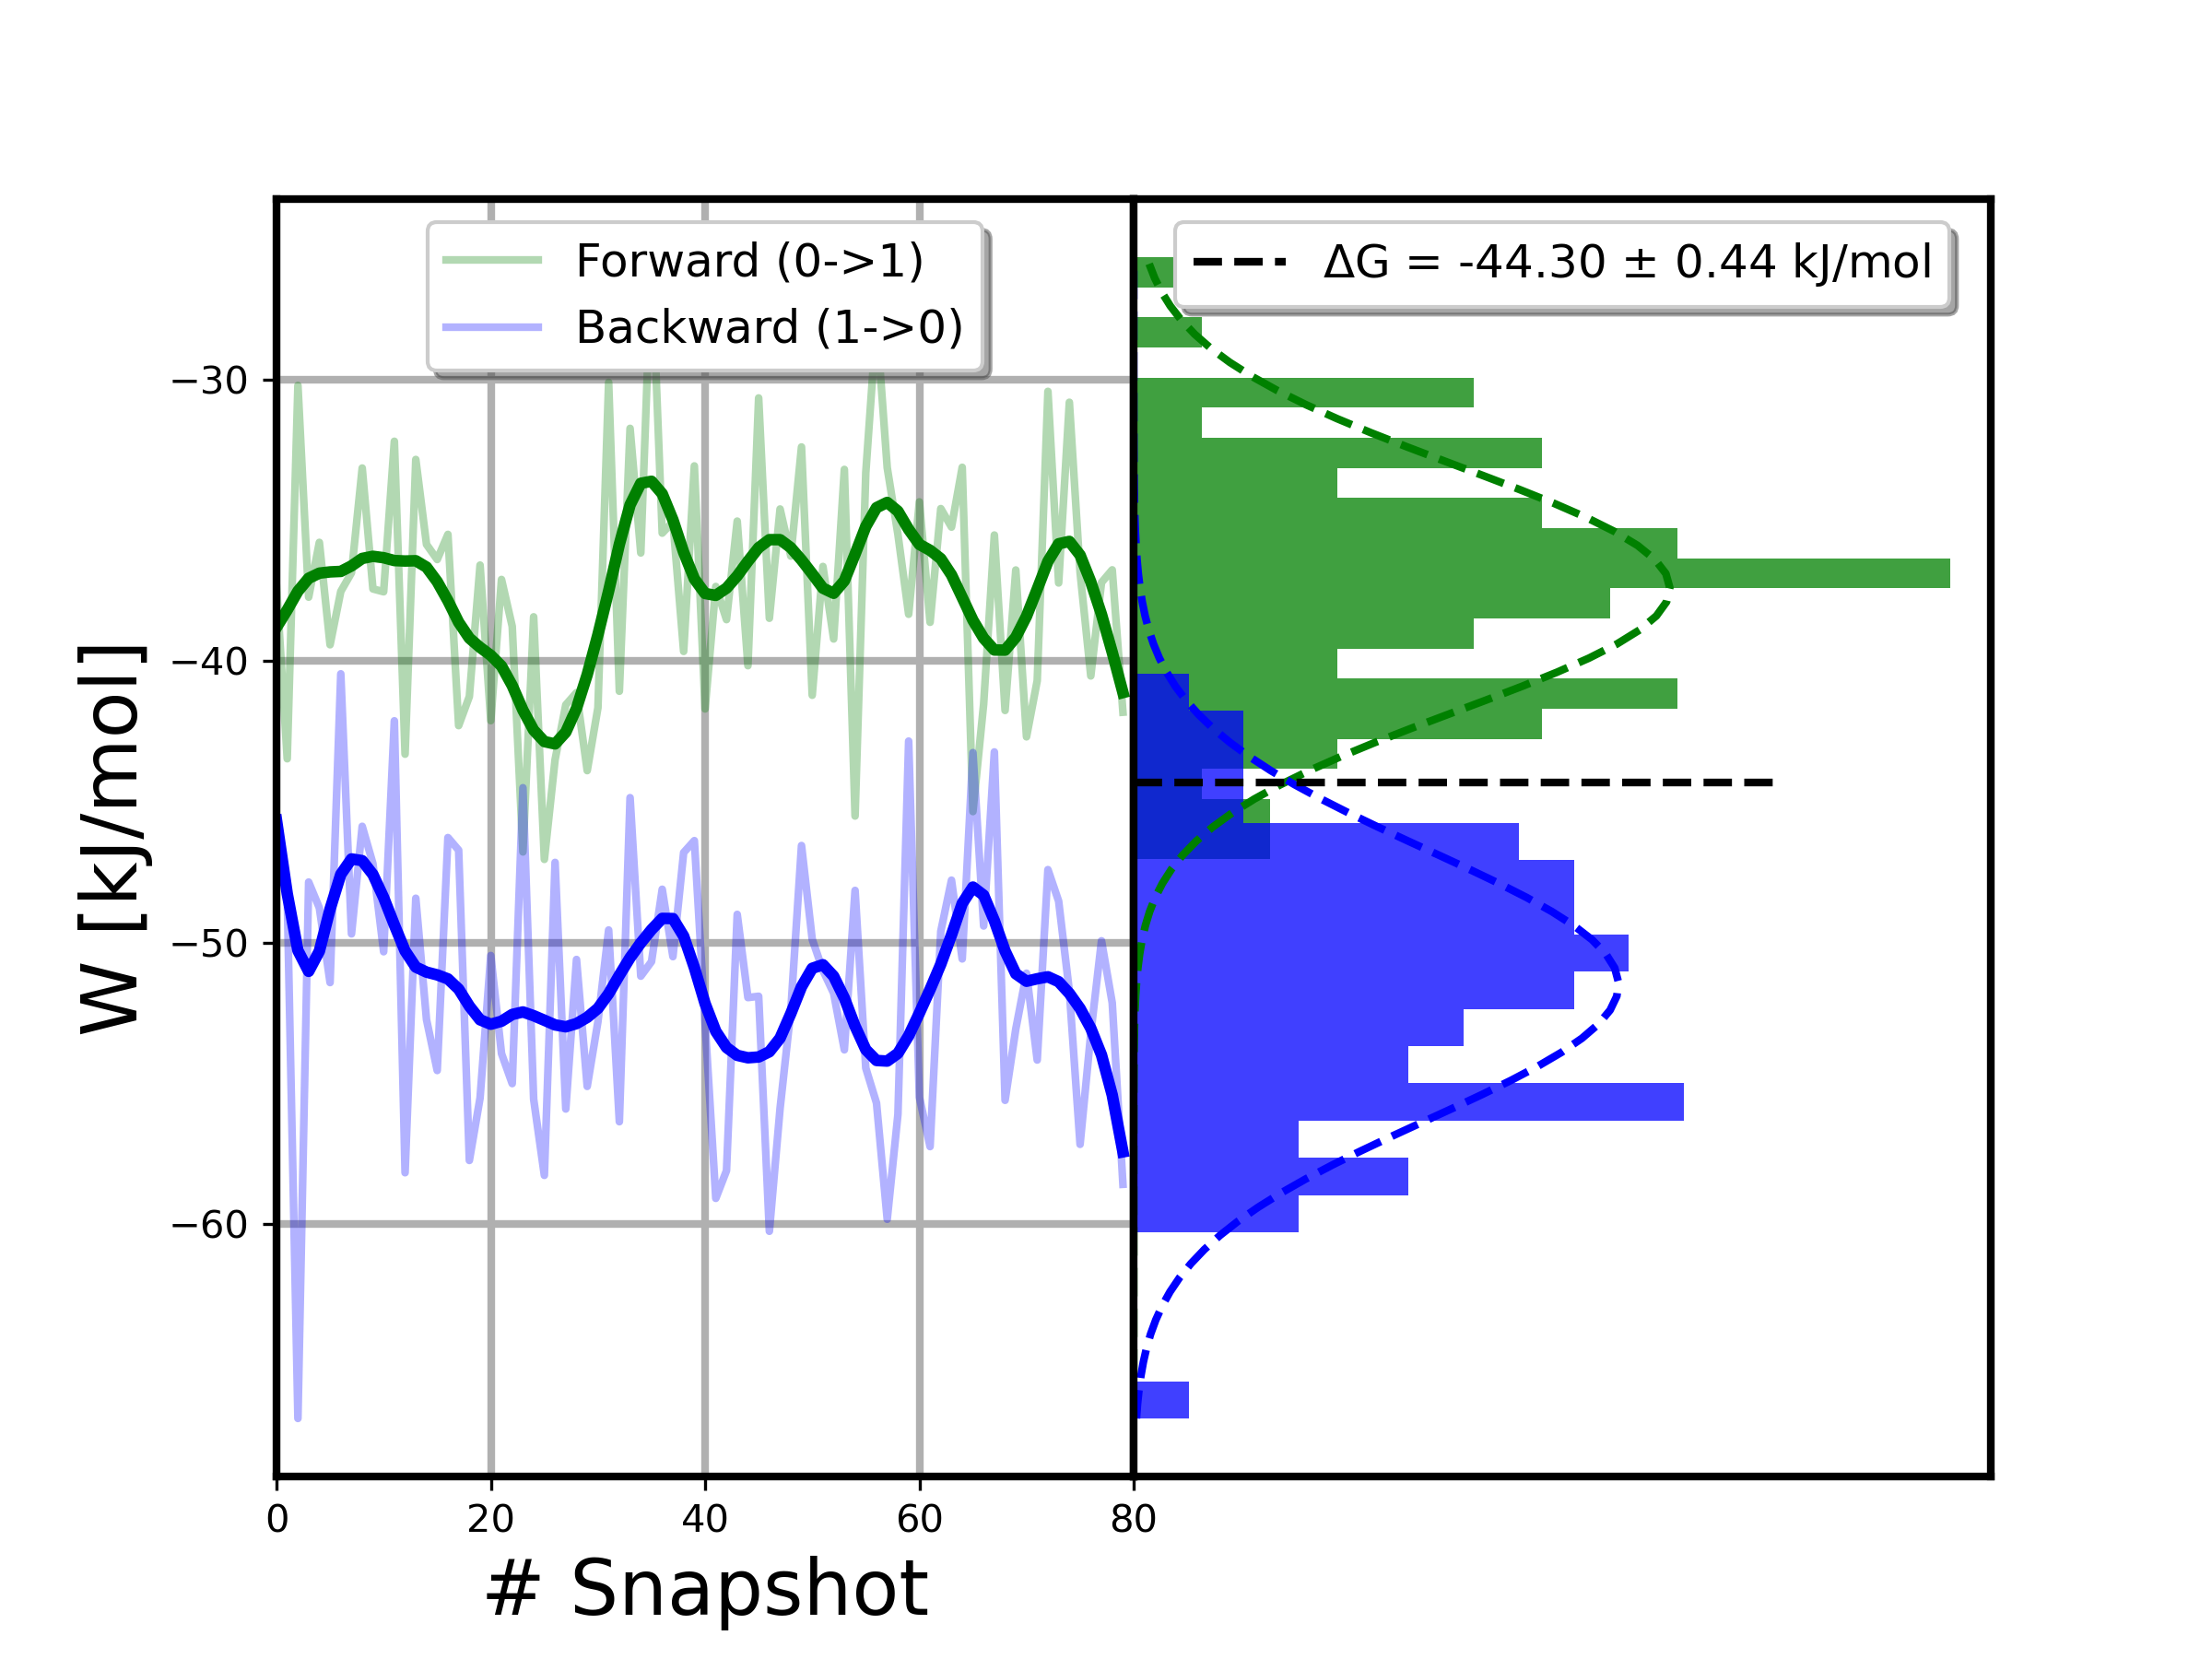 Forward (0->1)
Backward (1->0)
ΔG = -44.30 ± 0.44 kJ/mol
−30
−40
−50
−60
W [kJ/mol]
0 20 40 60 80
# Snapshot